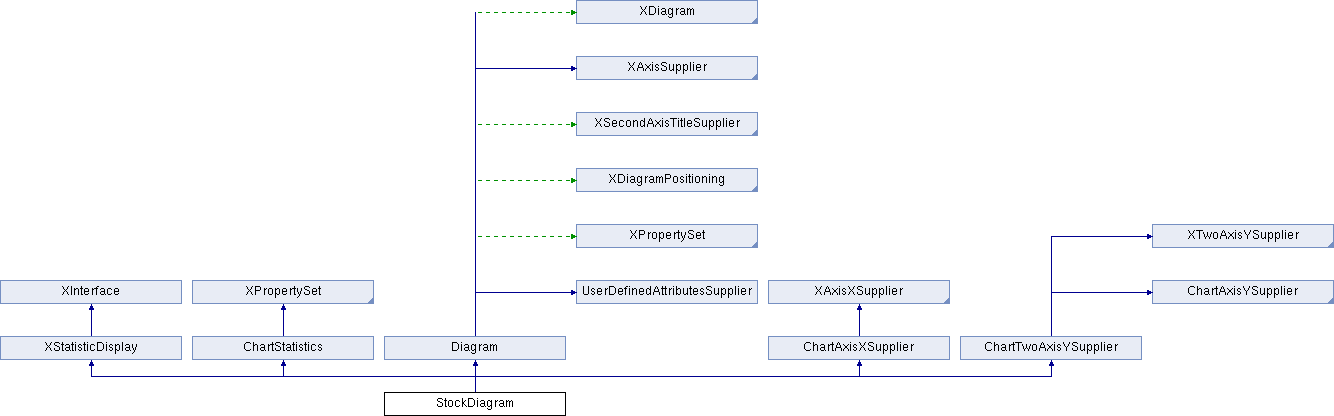 XDiagram
XAxisSupplier
XSecondAxisTitleSupplier
XDiagramPositioning
XPropertySet
XTwoAxisYSupplier
XInterface
XPropertySet
UserDefinedAttributesSupplier
XAxisXSupplier
ChartAxisYSupplier
XStatisticDisplay
ChartStatistics
Diagram
ChartAxisXSupplier
ChartTwoAxisYSupplier
StockDiagram